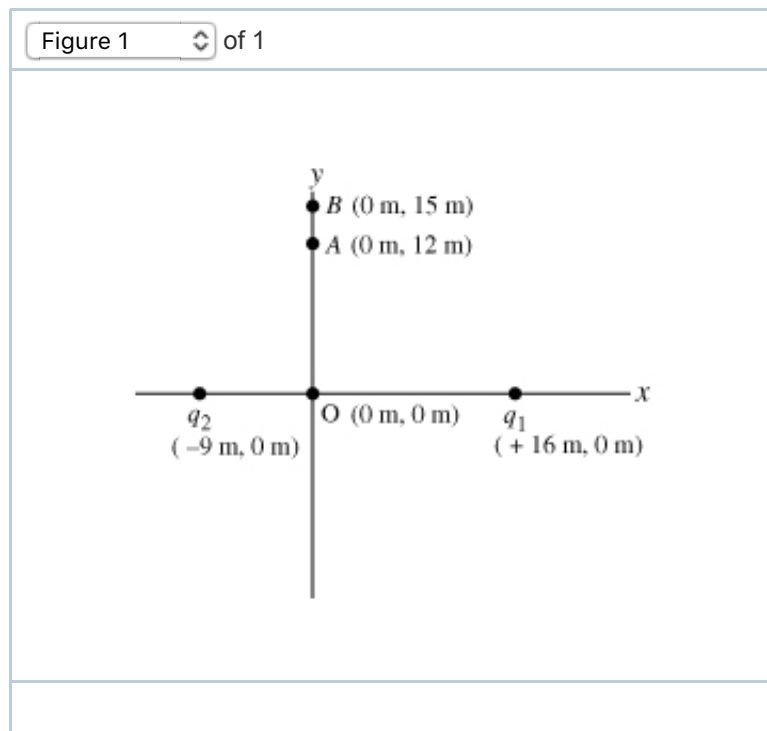 Figure 1 of 1
y
B (0 m, 15 m)
A (0 m, 12 m)
x
q2 O (0 m, 0 m) q1
(–9 m, 0 m) (+ 16 m, 0 m)